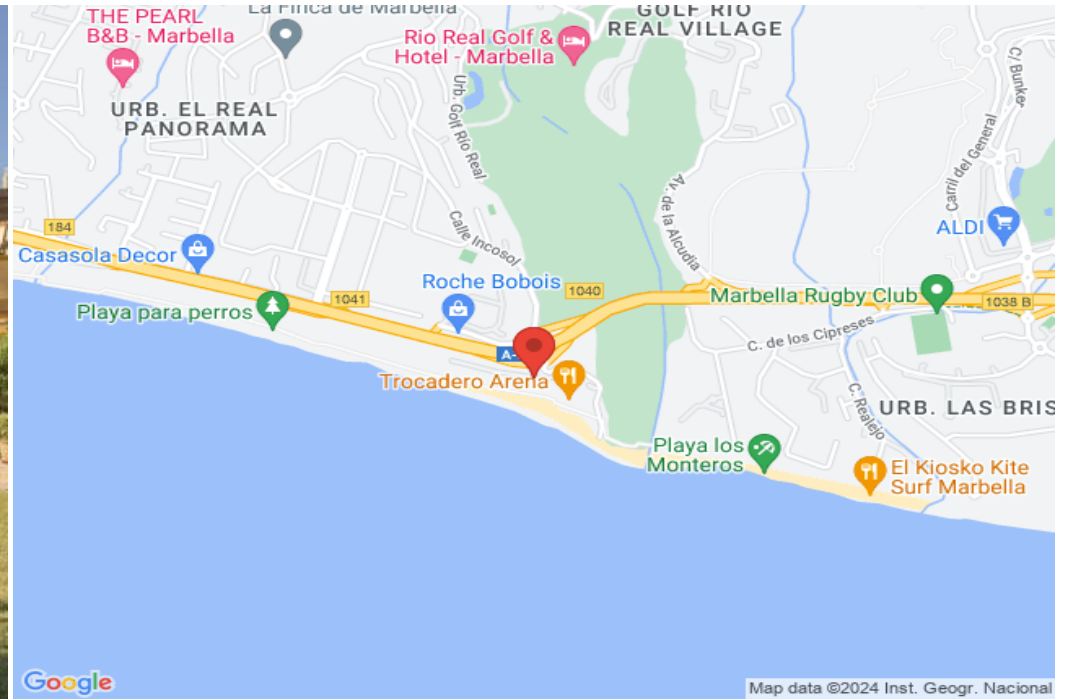 La Finca de Marbella
THE PEARL
B&B - Marbella
GOLF RIO
REAL VILLAGE
Rio Real Golf &
Hotel - Marbella
C/ Bunker
URB. EL REAL
PANORAMA
Urb. Golf Río Real
Carril del General
Av. de la Alcudia
184
Calle Incosol
ALDI
Casasola Decor
Roche Bobois
1040
1041
Marbella Rugby Club
1038 B
Playa para perros
C. de los Cipreses
A-
Trocadero Arena
C. Realejo
URB. LAS BRIS
Playa los
Monteros
El Kiosko Kite
Surf Marbella
Google
Map data ©2024 Inst. Geogr. Nacional